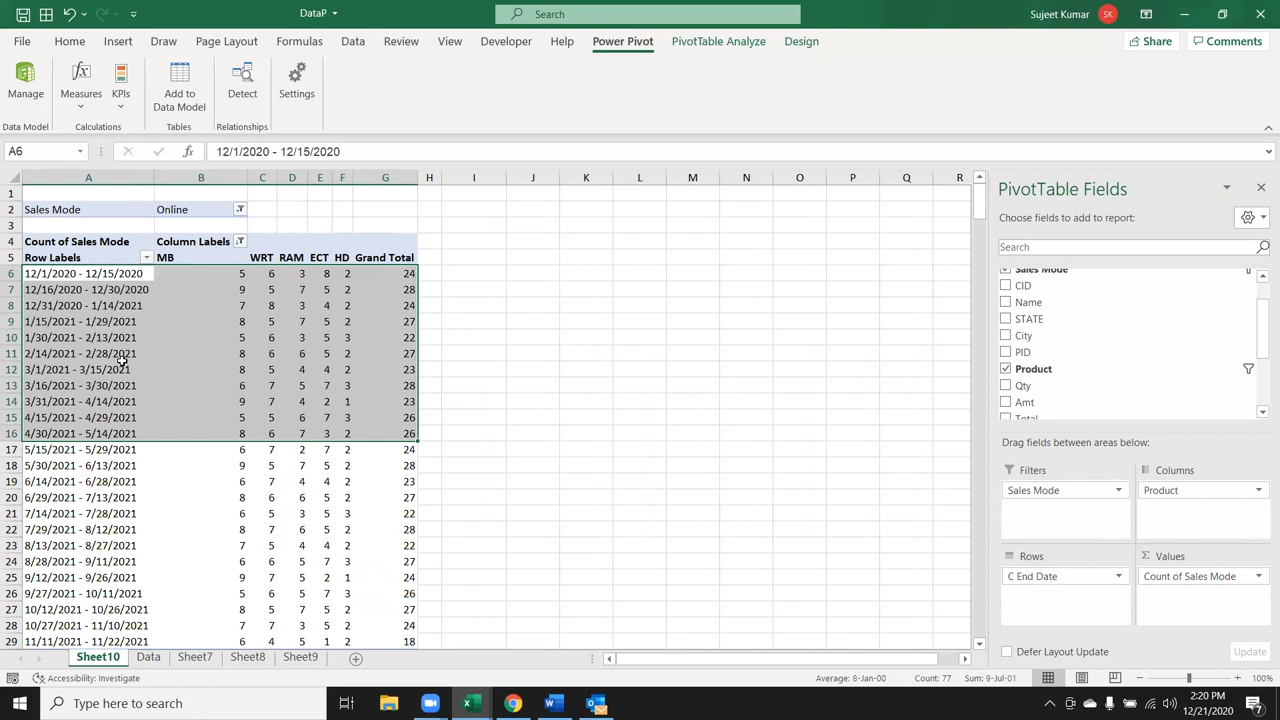 DataP
Search
Sujeet Kumar SK
File Home Insert Draw Page Layout Formulas Data Review View Developer Help Power Pivot PivotTable Analyze Design Share Comments
Manage Measures KPIs Add to Data Model Detect Settings
Data Model Calculations Tables Relationships
A6 fx 12/1/2020 - 12/15/2020
A B C D E F G H I J K L M N O P Q R
1
2 Sales Mode Online
3
4 Count of Sales Mode Column Labels
5 Row Labels MB WRT RAM ECT HD Grand Total
6 12/1/2020 - 12/15/2020 5 6 3 8 2 24
7 12/16/2020 - 12/30/2020 9 5 7 5 2 28
8 12/31/2020 - 1/14/2021 7 8 3 4 2 24
9 1/15/2021 - 1/29/2021 8 5 7 5 2 27
10 1/30/2021 - 2/13/2021 5 6 3 5 3 22
11 2/14/2021 - 2/28/2021 8 6 6 5 2 27
12 3/1/2021 - 3/15/2021 8 5 4 4 2 23
13 3/16/2021 - 3/30/2021 6 7 5 7 3 28
14 3/31/2021 - 4/14/2021 9 7 4 2 1 23
15 4/15/2021 - 4/29/2021 5 5 6 7 3 26
16 4/30/2021 - 5/14/2021 8 6 7 3 2 26
17 5/15/2021 - 5/29/2021 6 7 2 7 2 24
18 5/30/2021 - 6/13/2021 9 5 7 5 2 28
19 6/14/2021 - 6/28/2021 6 7 4 4 2 23
20 6/29/2021 - 7/13/2021 8 6 6 5 2 27
21 7/14/2021 - 7/28/2021 6 6 2 5 3 22
22 7/29/2021 - 8/12/2021 8 7 6 5 2 28
23 8/13/2021 - 8/27/2021 7 5 4 4 2 22
24 8/28/2021 - 9/11/2021 6 6 5 7 3 27
25 9/12/2021 - 9/26/2021 9 7 5 2 1 24
26 9/27/2021 - 10/11/2021 5 6 5 7 3 26
27 10/12/2021 - 10/26/2021 8 5 7 5 2 27
28 10/27/2021 - 11/10/2021 7 7 3 5 2 24
29 11/11/2021 - 11/22/2021 6 4 5 1 2 18
PivotTable Fields
Choose fields to add to report:
Search
Sales Mode
CID
Name
STATE
City
PID
Product
Qty
Amt
Total
Drag fields between areas below:
Filters Columns
Sales Mode Product
Rows Σ Values
C End Date Count of Sales Mode
Defer Layout Update Update
Sheet10 Data Sheet7 Sheet8 Sheet9
Accessibility: Investigate Average: 8-Jan-00 Count: 77 Sum: 9-Jul-01 100%
Type here to search
2:20 PM
12/21/2020